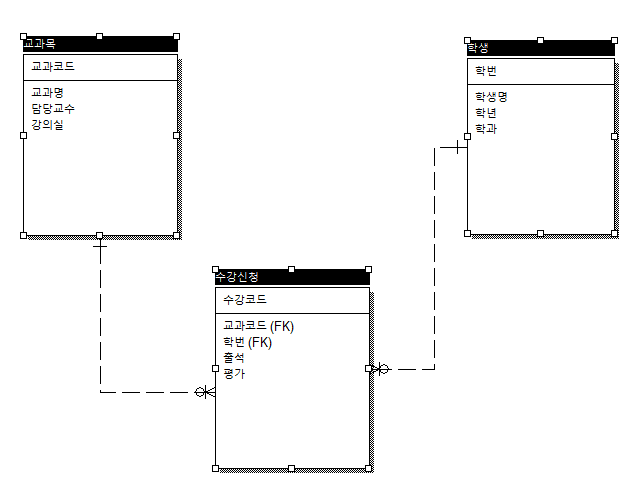 교과목
교과코드
교과명
담당교수
강의실
학생
학번
학생명
학년
학과
수강신청
수강코드
교과코드 (FK)
학번 (FK)
출석
평가